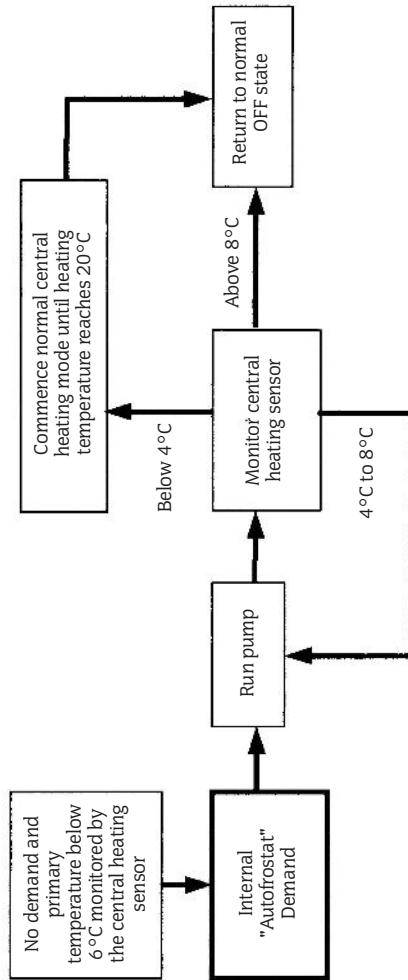 No demand and
primary
temperature below
6°C monitored by
the central heating
sensor
Internal
"Autofrostat"
Demand
Run pump
Monitor central
heating sensor
Below 4°C
Commence normal central
heating mode until heating
temperature reaches 20°C
Above 8°C
Return to normal
OFF state
4°C to 8°C